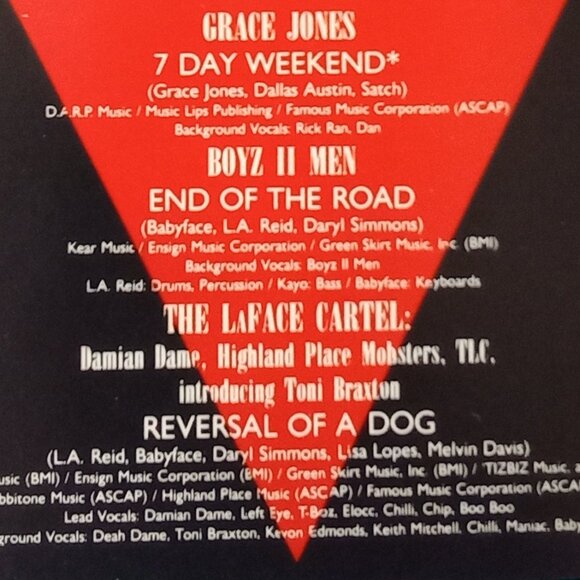 GRACE JONES
7 DAY WEEKEND*
(Grace Jones, Dallas Austin, Satch)
D.A.R.P. Music / Music Lips Publishing / Famous Music Corporation (ASCAP)
Background Vocals: Rick Ran, Dan
BOYZ II MEN
END OF THE ROAD
(Babyface, L.A. Reid, Daryl Simmons)
Kear Music / Ensign Music Corporation / Green Skirt Music, Inc. (BMI)
Background Vocals: Boyz II Men
L.A. Reid: Drums, Percussion / Kayo: Bass / Babyface: Keyboards
THE LAFACE CARTEL:
Damian Dame, Highland Place Mobsters, TLC,
introducing Toni Braxton
REVERSAL OF A DOG
(L.A. Reid, Babyface, Daryl Simmons, Lisa Lopes, Melvin Davis)
usic (BMI) / Ensign Music Corporation (BMI) / Green Skirt Music, Inc. (BMI) / 'TIZBIZ Music, a
bbitone Music (ASCAP) / Highland Place Music (ASCAP) / Famous Music Corporation (ASCA
Lead Vocals: Damian Dame, Left Eye, T-Boz, Elocc, Chilli, Chip, Boo Boo
ground Vocals: Deah Dame, Toni Braxton, Kevon Edmonds, Keith Mitchell, Chilli, Maniac, Bab